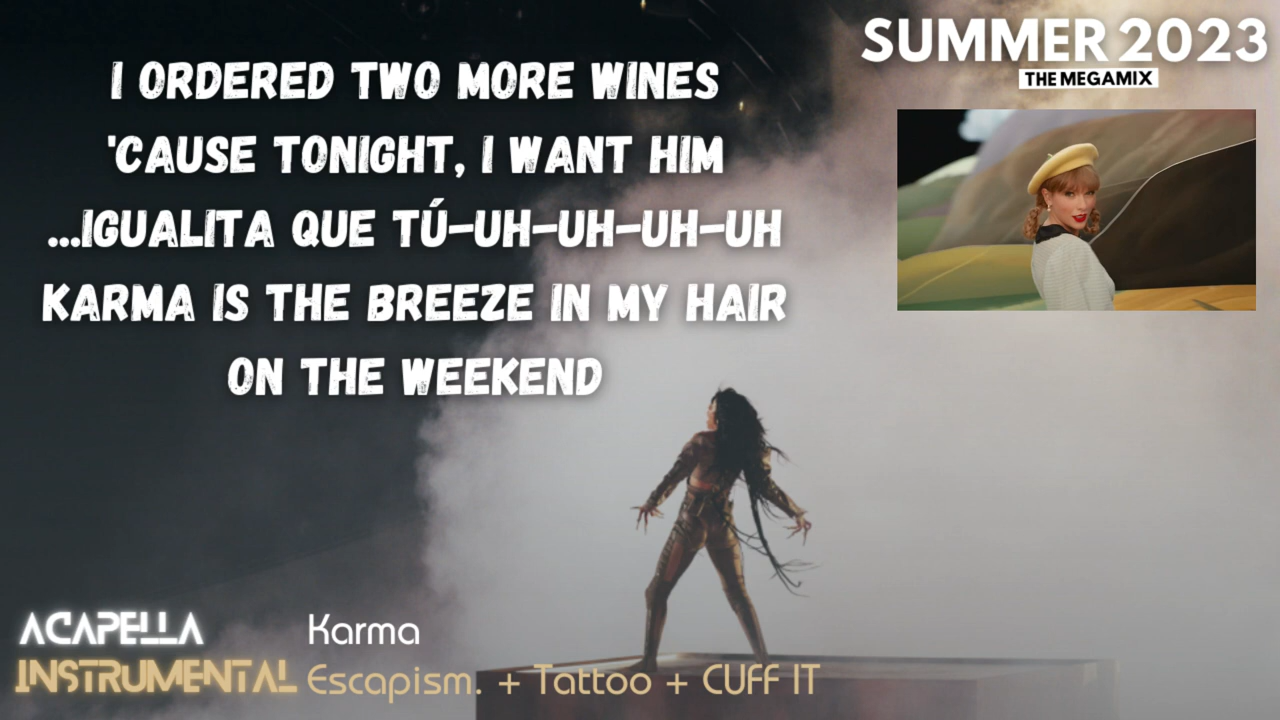 SUMMER 2023
THE MEGAMIX
I ORDERED TWO MORE WINES
'CAUSE TONIGHT, I WANT HIM
...IGUALITA QUE TÚ-UH-UH-UH-UH
KARMA IS THE BREEZE IN MY HAIR
ON THE WEEKEND
ACAPELLA Karma
INSTRUMENTAL Escapism. + Tattoo + CUFF IT